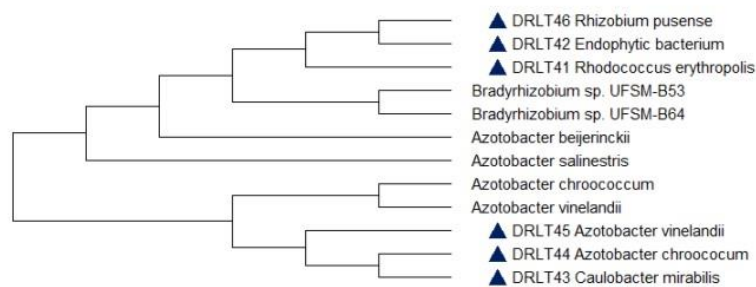 DRLT46 Rhizobium pusense
DRLT42 Endophytic bacterium
DRLT41 Rhodococcus erythropolis
Bradyrhizobium sp. UFSM-B53
Bradyrhizobium sp. UFSM-B64
Azotobacter beijerinckii
Azotobacter salinestris
Azotobacter chroococcum
Azotobacter vinelandii
DRLT45 Azotobacter vinelandii
DRLT44 Azotobacter chroococum
DRLT43 Caulobacter mirabilis